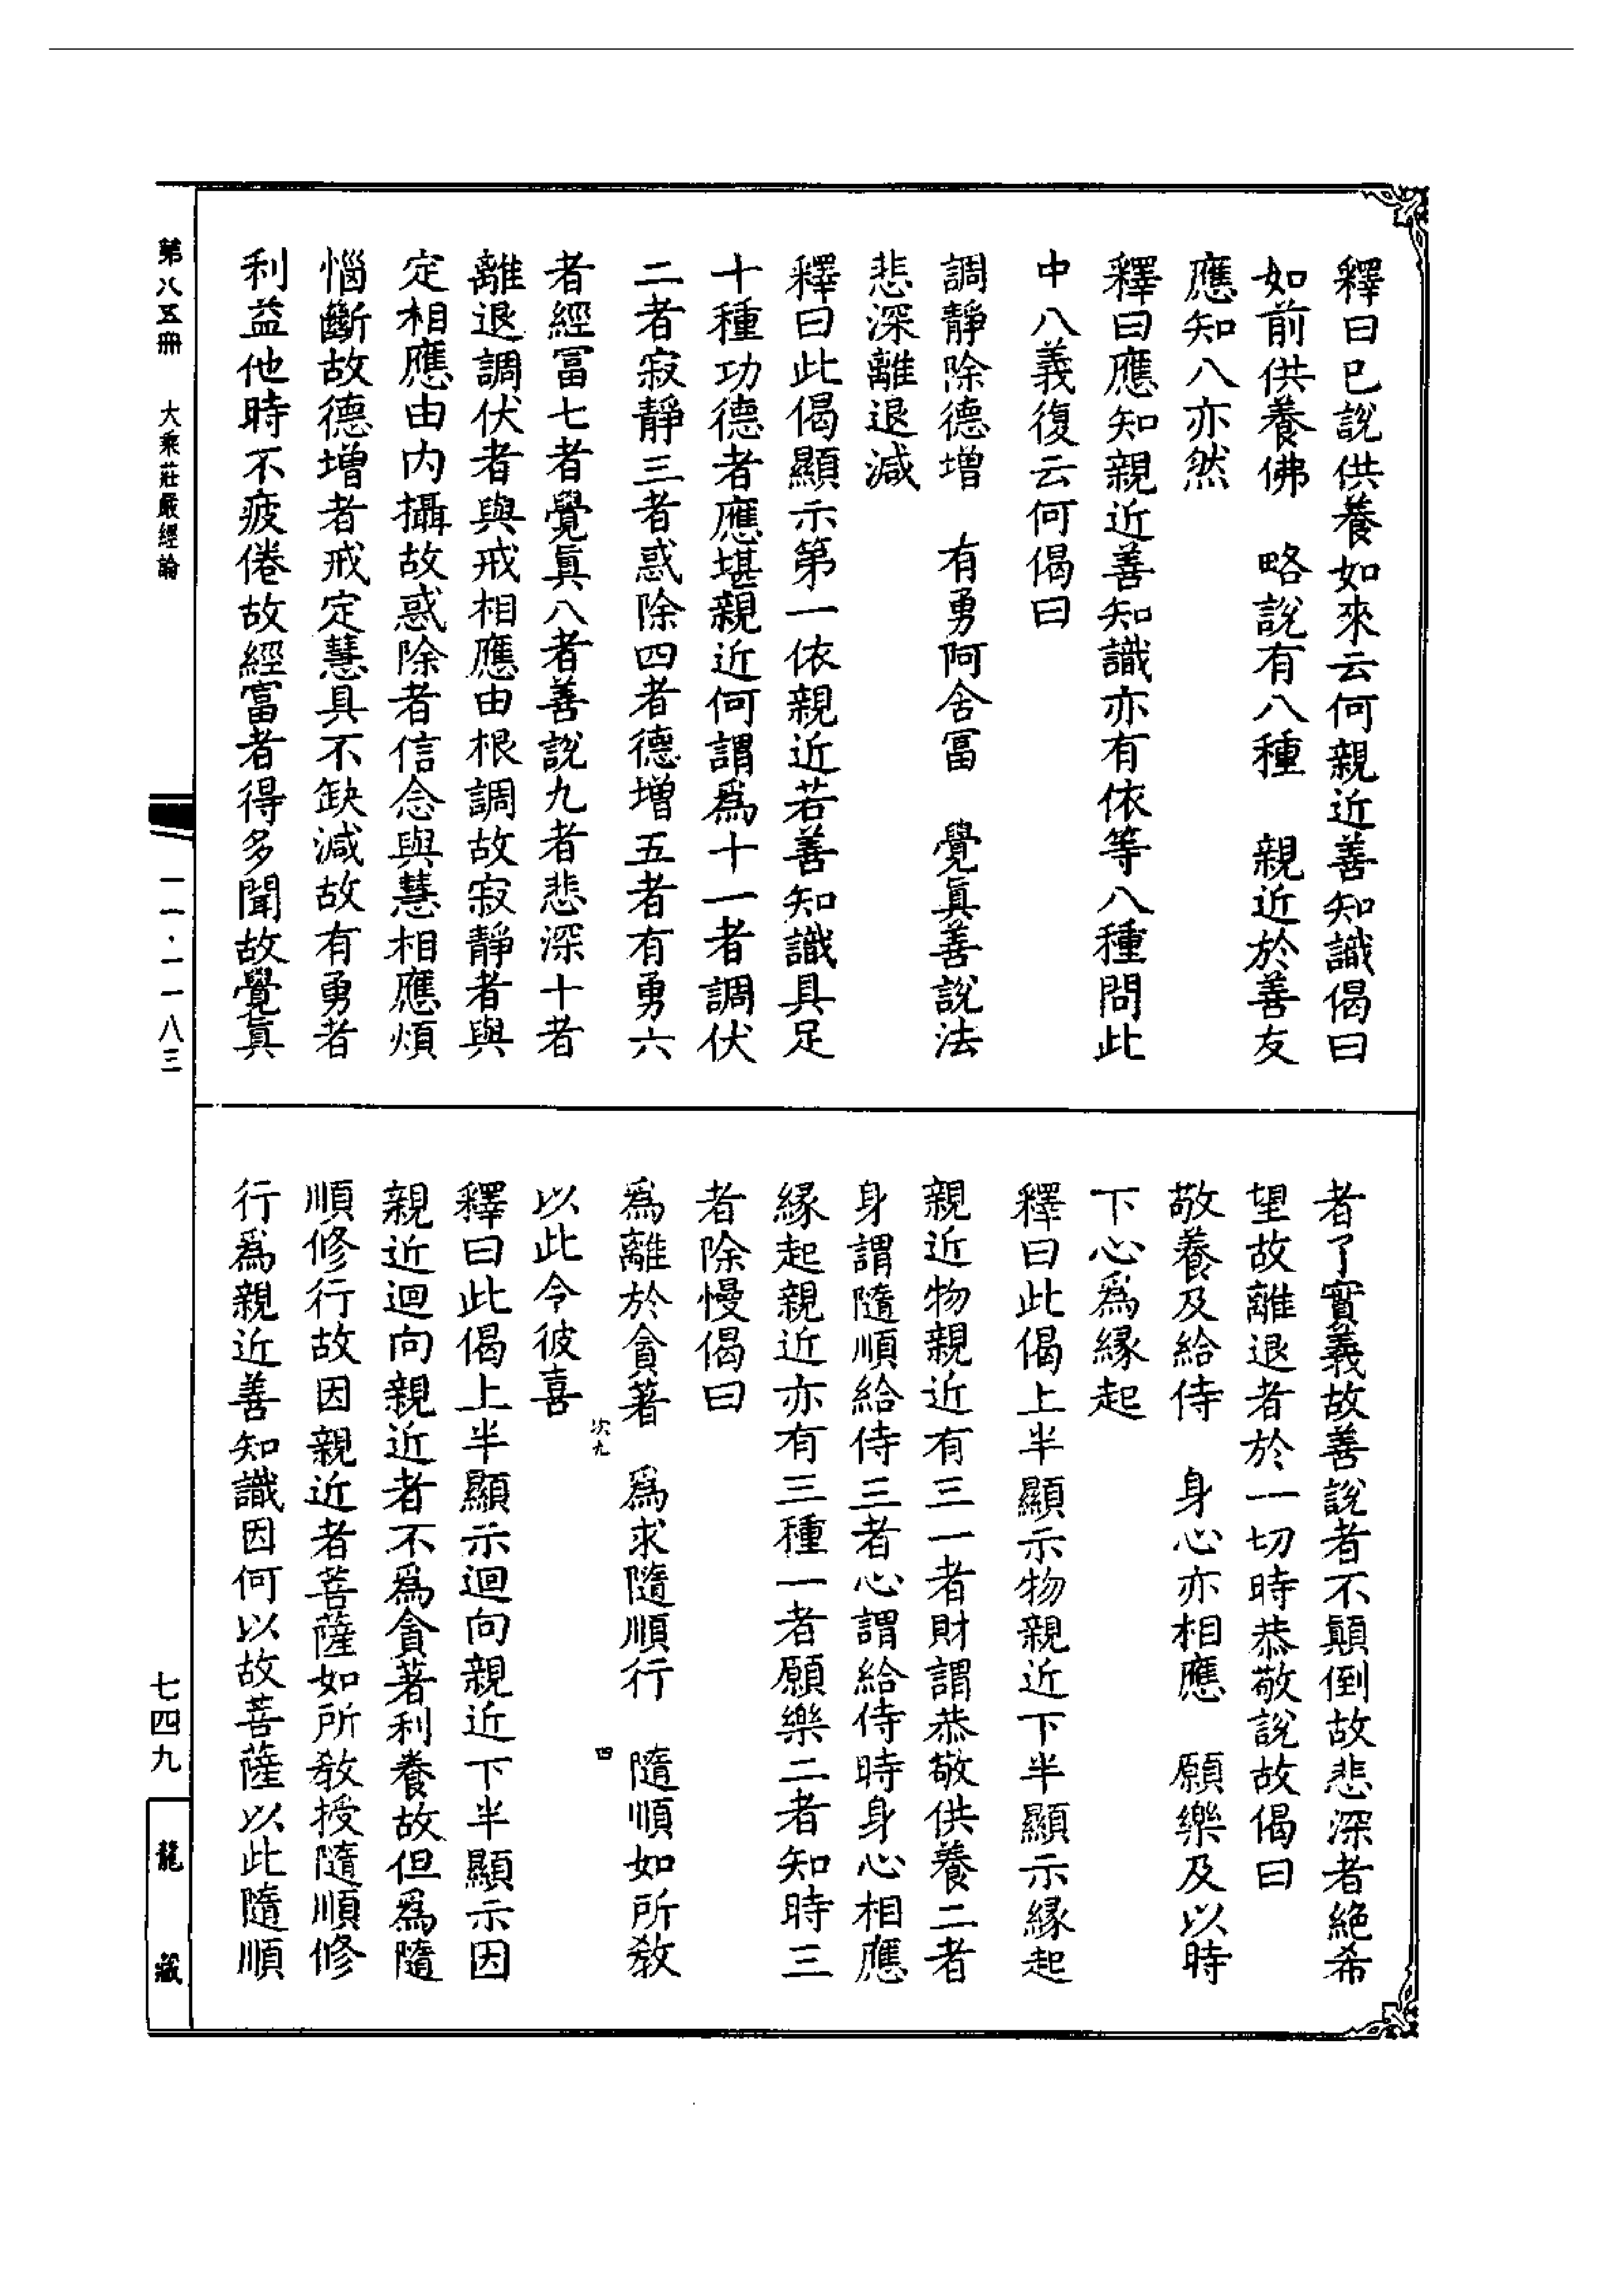 釋曰已說供養如來云何親近善知識偈曰
如前供養佛　略說有八種　親近於善友
應知八亦然
釋曰應知親近善知識亦有依等八種問此
中八義復云何偈曰
調靜除德增　有勇阿含冨　覺真善說法
悲深離退減
釋曰此偈顯示第一依親近若善知識具足
十種功德者應堪親近何謂爲十一者調伏
二者寂靜三者惑除四者德增五者有勇六
者經冨七者覺真八者善說九者悲深十者
離退調伏者與戒相應由根調故寂靜者與
定相應由內攝故惑除者信念與慧相應煩
惱斷故德增者戒定慧具不缺減故有勇者
利益他時不疲倦故經富者得多聞故覺真
者了實義故善說者不顛倒故悲深者絶希
望故離退者於一切時恭敬說故偈曰
敬養及給侍　身心亦相應　願樂及以時
下心爲緣起
釋曰此偈上半顯示物親近下半顯示緣起
親近物親近有三一者財謂恭敬供養二者
身謂隨順給侍三者心謂給侍時身心相應
緣起親近亦有三種一者願樂二者知時三
者除慢偈曰
爲離於貪著　爲求隨順行　隨順如所教
次九　四
以此令彼喜
釋曰此偈上半顯示迴向親近下半顯示因
親近迴向親近者不爲貪著利養故但爲隨
順修行故因親近者菩薩如所教授隨順修
行爲親近善知識因何以故菩薩以此隨順
第八五冊　大乘莊嚴經論
一一·一一八三
七四九
龍藏